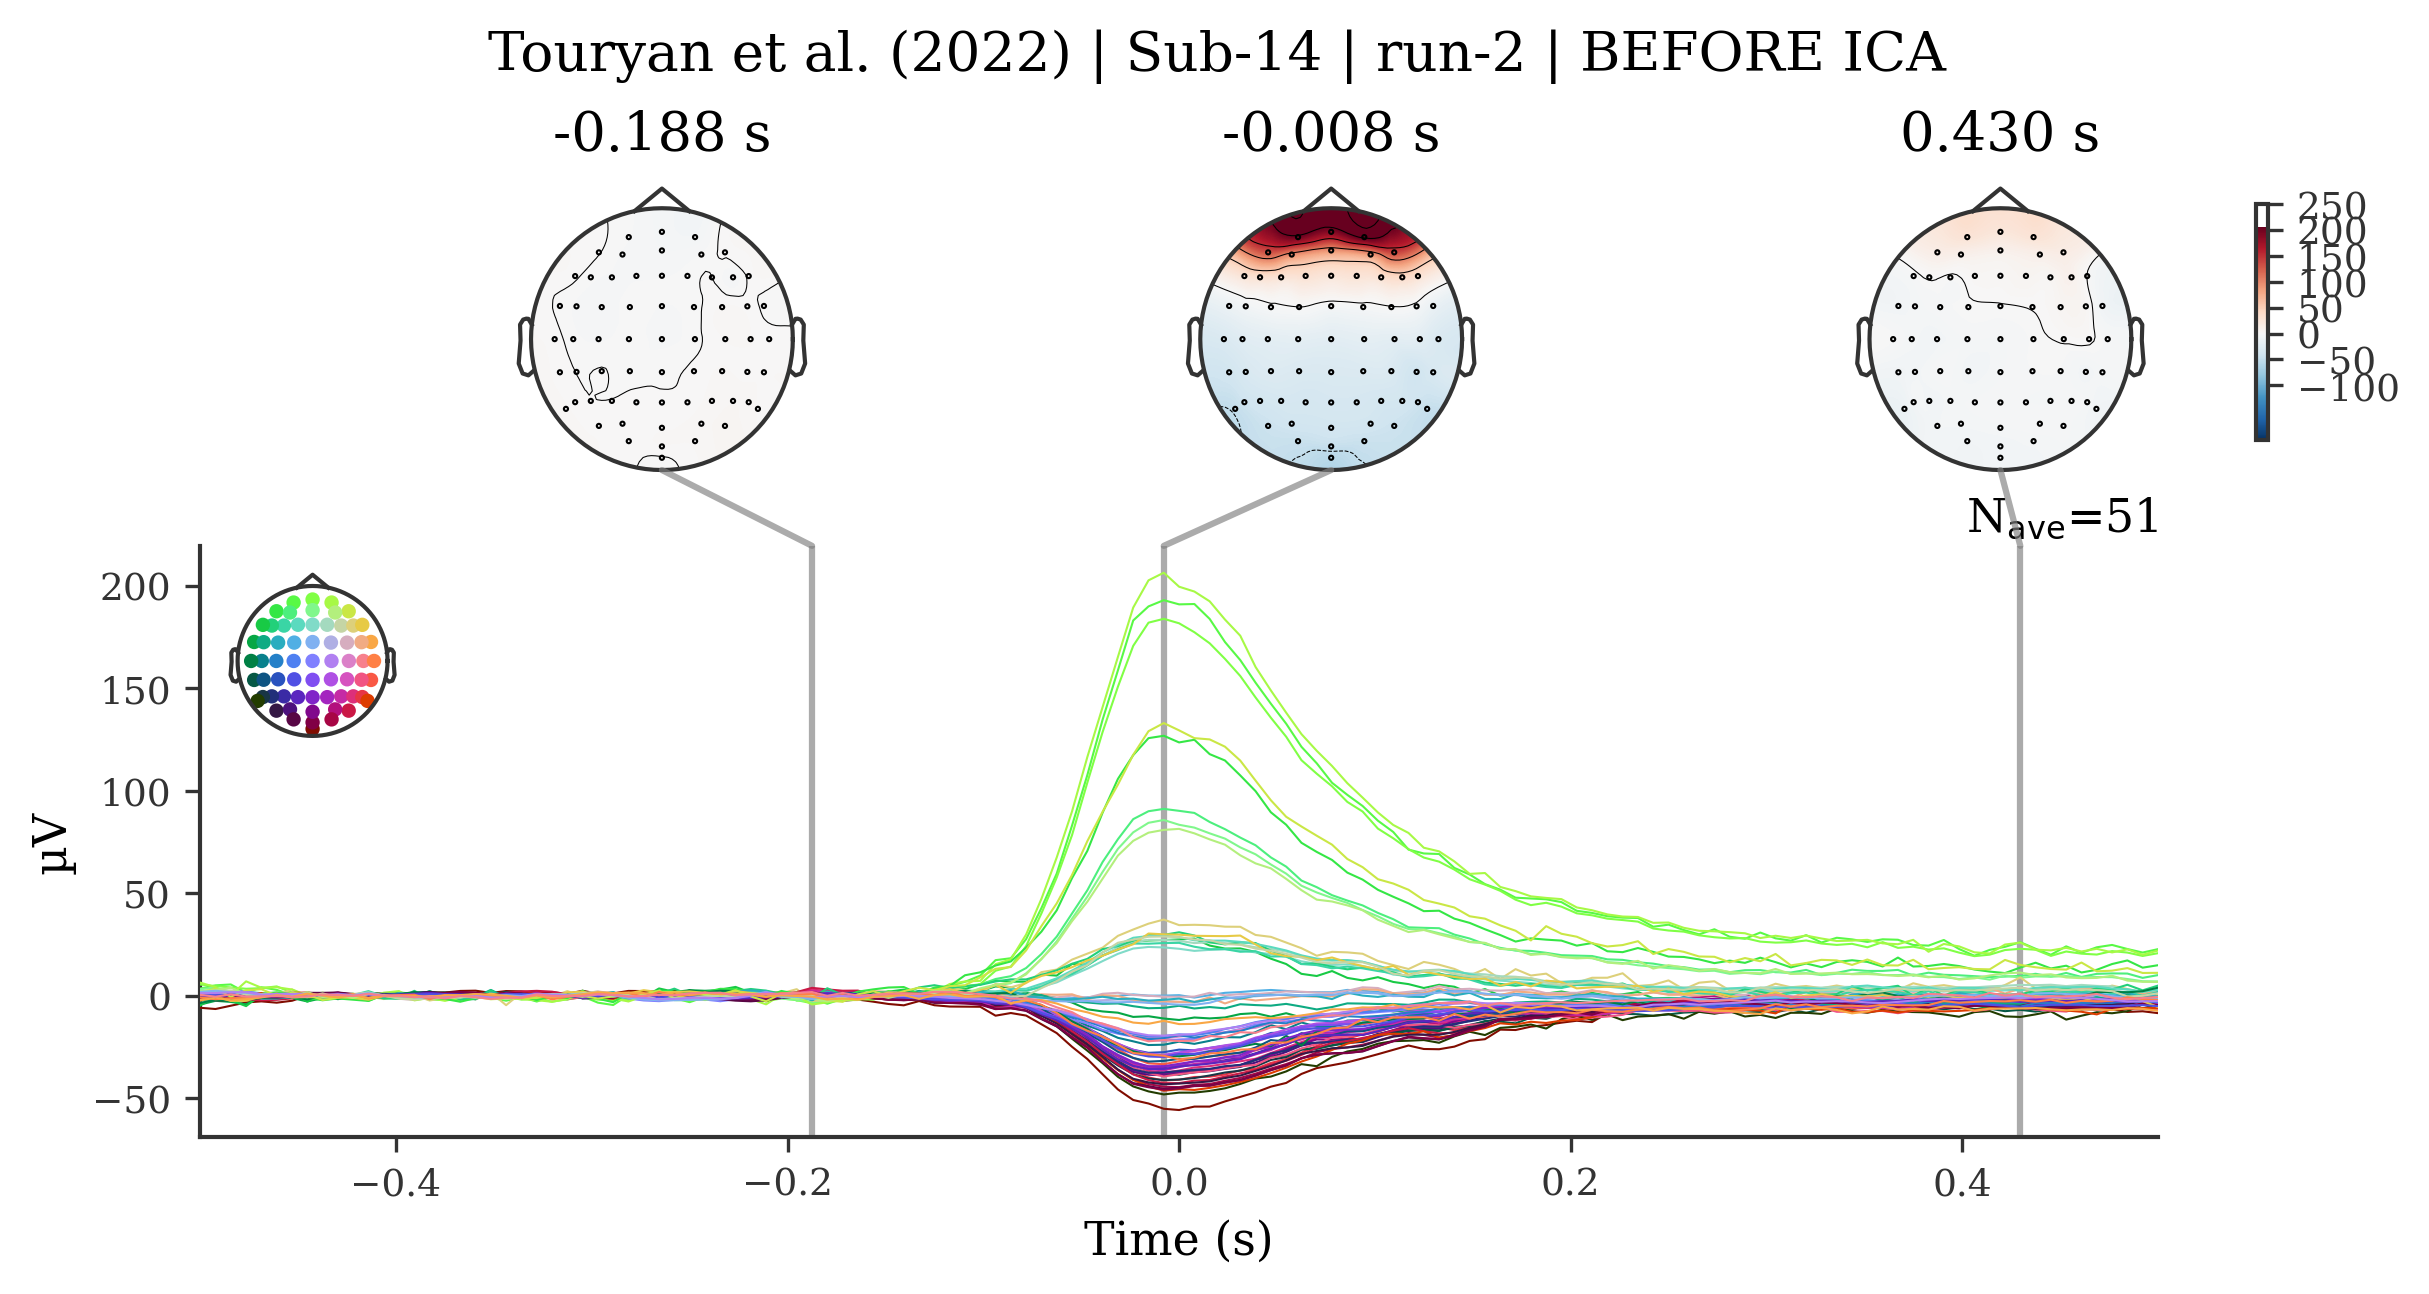 Touryan et al. (2022) | Sub-14 | run-2 | BEFORE ICA
-0.188 s
-0.008 s
0.430 s
250
200
150
100
50
0
−50
−100
Nave=51
200
150
100
50
0
−50
µV
−0.4
−0.2
0.0
0.2
0.4
Time (s)